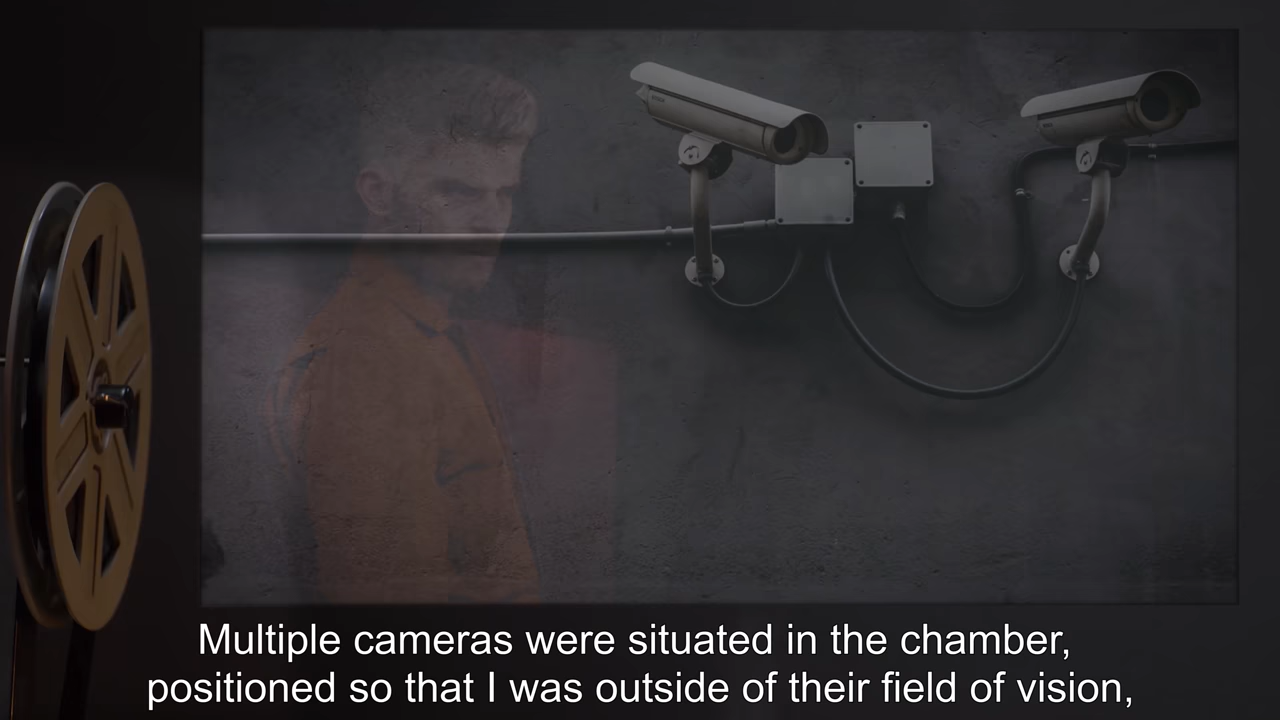 Multiple cameras were situated in the chamber,
positioned so that I was outside of their field of vision,